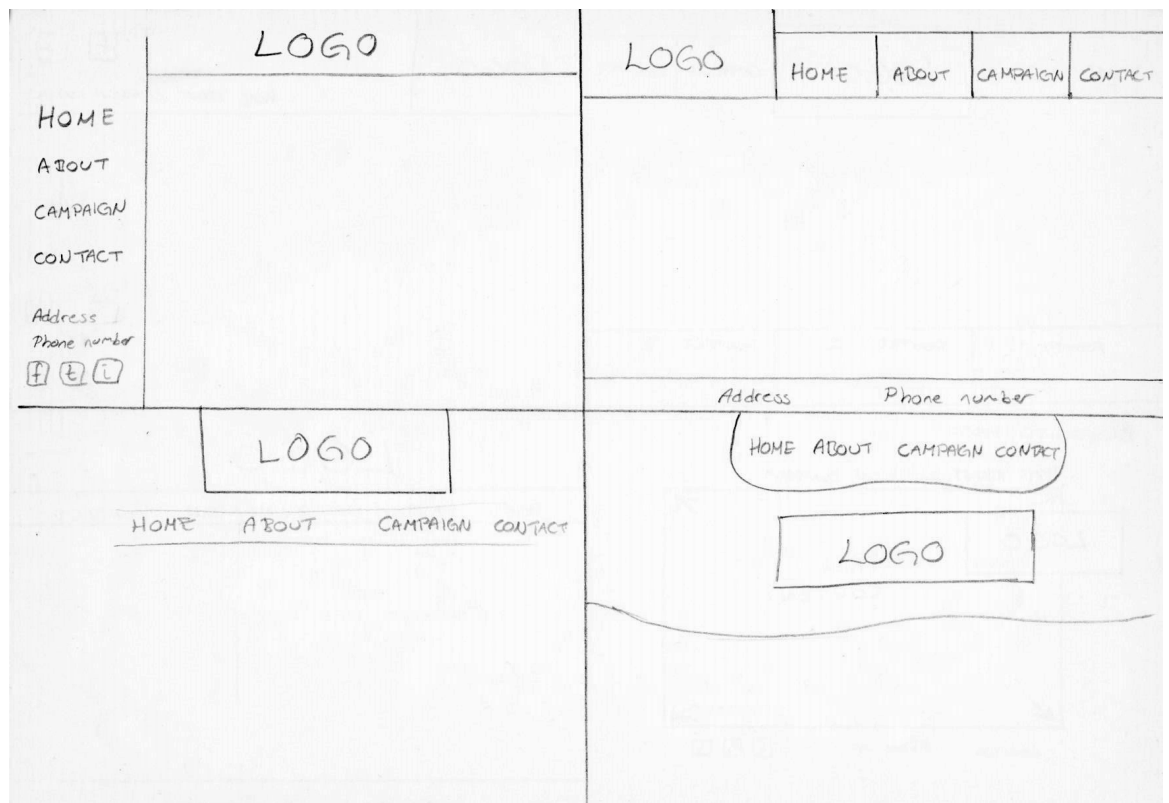 LOGO
HOME
ABOUT
CAMPAIGN
CONTACT
Address
Phone number
f t i
LOGO
HOME ABOUT CAMPAIGN CONTACT
Address Phone number
LOGO
HOME ABOUT CAMPAIGN CONTACT
HOME ABOUT CAMPAIGN CONTACT
LOGO